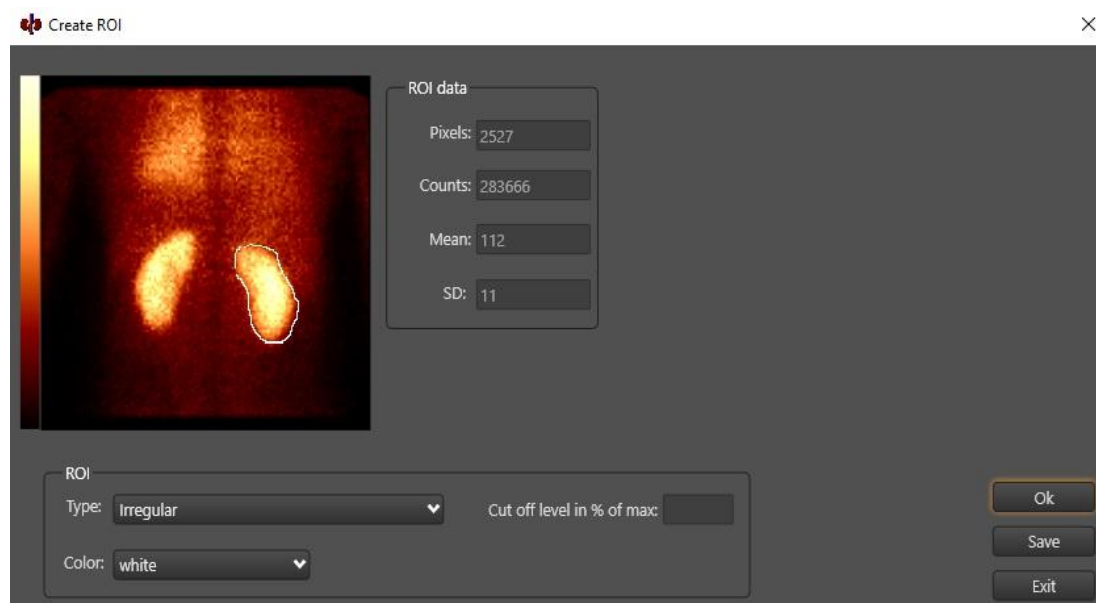 Create ROI
ROI data
Pixels: 2527
Counts: 283666
Mean: 112
SD: 11
ROI
Type: Irregular
Cut off level in % of max:
Color: white
Ok
Save
Exit